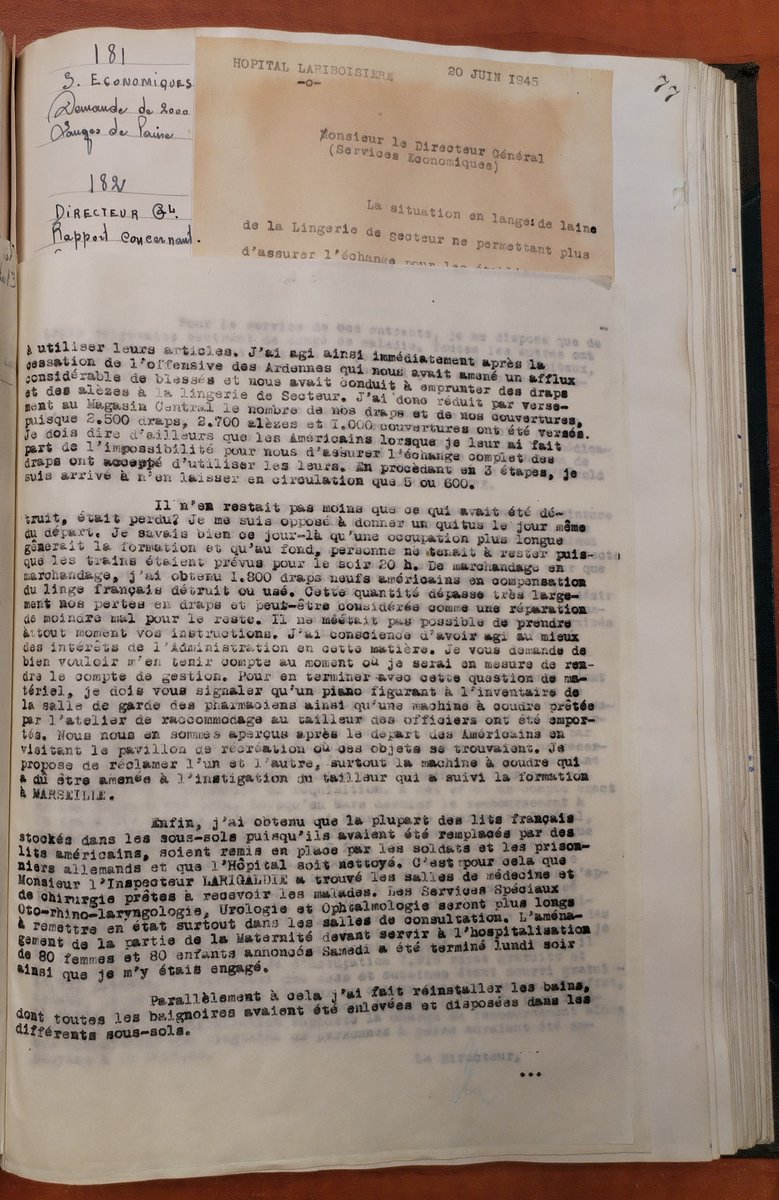 77
181
S. ECONOMIQUES
Demande de 2000
Langes de laine
182
DIRECTEUR GL.
Rapport concernant.
HOPITAL LARIBOISIERE 20 JUIN 1945
-o-
Monsieur le Directeur Général
(Services Economiques)
La situation en langes de laine
de la Lingerie de secteur ne permettant plus
d'assurer l'échange pour les
à utiliser leurs articles. J'ai agi ainsi immédiatement après la
cessation de l'offensive des Ardennes qui nous avait amené un afflux
considérable de blessés et nous avait conduit à emprunter des draps
et des alèzes à la lingerie de Secteur. J'ai donc réduit par verse-
ment au Magasin Central le nombre de nos draps et de nos couvertures,
puisque 2.500 draps, 2.700 alèzes et 1.000 couvertures ont été versés.
Je dois dire d'ailleurs que les Américains lorsque je leur ai fait
part de l'impossibilité pour nous d'assurer l'échange complet des
draps ont accepté d'utiliser les leurs. En procédant en 3 étapes, je
suis arrivé à n'en laisser en circulation que 5 ou 600.
Il n'en restait pas moins que ce qui avait été dé-
truit, était perdu? Je me suis opposé à donner un quitus le jour même
du départ. Je savais bien ce jour-là qu'une occupation plus longue
gênerait la formation et qu'au fond, personne ne tenait à rester puis-
que les trains étaient prévus pour le soir 20 h. De marchandage en
marchandage, j'ai obtenu 1.800 draps neufs américains en compensation
du linge français détruit ou usé. Cette quantité dépasse très large-
ment nos pertes en draps et peut-être considérée comme une réparation
de moindre mal pour le reste. Il ne méétait pas possible de prendre
àtout moment vos instructions. J'ai conscience d'avoir agi au mieux
des intérêts de l'Administration en cette matière. Je vous demande de
bien vouloir m'en tenir compte au moment où je serai en mesure de ren-
dre le compte de gestion. Pour en terminer avec cette question de ma-
tériel, je dois vous signaler qu'un piano figurant à l'inventaire de
la salle de garde des pharmaciens ainsi qu'une machine à coudre prêtée
par l'atelier de raccommodage au tailleur des officiers ont été empor-
tés. Nous nous en sommes aperçus après le départ des Américains en
visitant le pavillon de récréation où ces objets se trouvaient. Je
propose de réclamer l'un et l'autre, surtout la machine à coudre qui
a dû être amenée à l'instigation du tailleur qui a suivi la formation
à MARSEILLE.
Enfin, j'ai obtenu que la plupart des lits français
stockés dans les sous-sols puisqu'ils avaient été remplacés par des
lits américains, soient remis en place par les soldats et les prison-
niers allemands et que l'Hôpital soit nettoyé. C'est pour cela que
Monsieur l'Inspecteur LARIGALDIE a trouvé les salles de médecine et
de chirurgie prêtes à recevoir les malades. Les Services Spéciaux
Oto-rhino-laryngologie, Urologie et Ophtalmologie seront plus longs
à remettre en état surtout dans les salles de consultation. L'aména-
gement de la partie de la Maternité devant servir à l'hospitalisation
de 80 femmes et 80 enfants annoncés Samedi a été terminé lundi soir
ainsi que je m'y étais engagé.
Parallèlement à cela j'ai fait réinstaller les bains,
dont toutes les baignoires avaient été enlevées et disposées dans les
différents sous-sols.
Le Directeur,
...